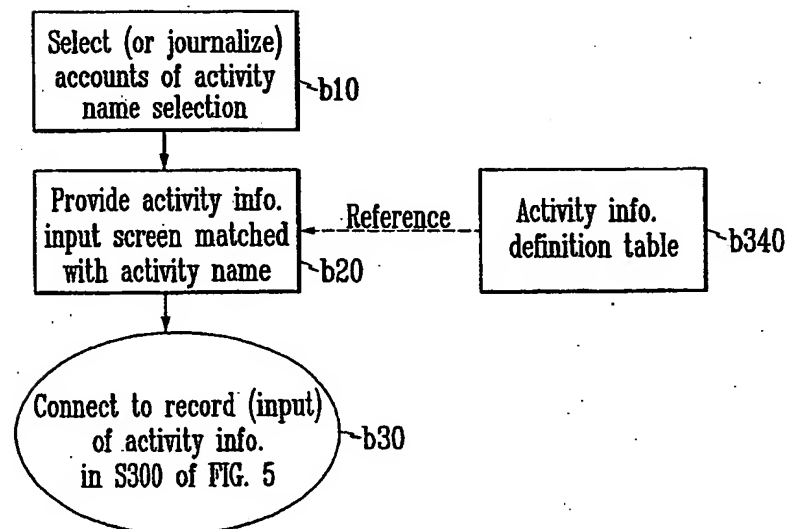 Select (or journalize)
accounts of activity
name selection
b10
Provide activity info.
input screen matched
with activity name
b20
Reference
Activity info.
definition table
b340
Connect to record (input)
of activity info.
in S300 of FIG. 5
b30